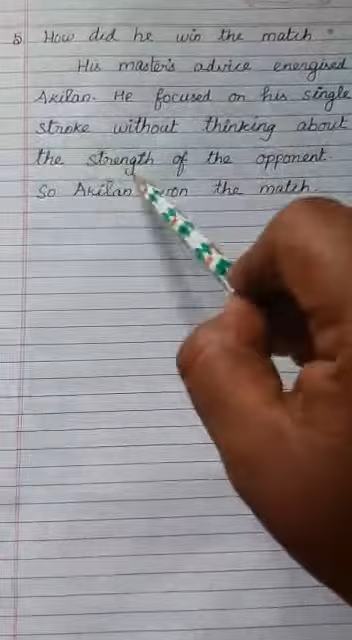 5. How did he win the match ?
His master's advice energised
Akilan. He focused on his single
stroke without thinking about
the strength of the opponent.
So Akilan won the match.